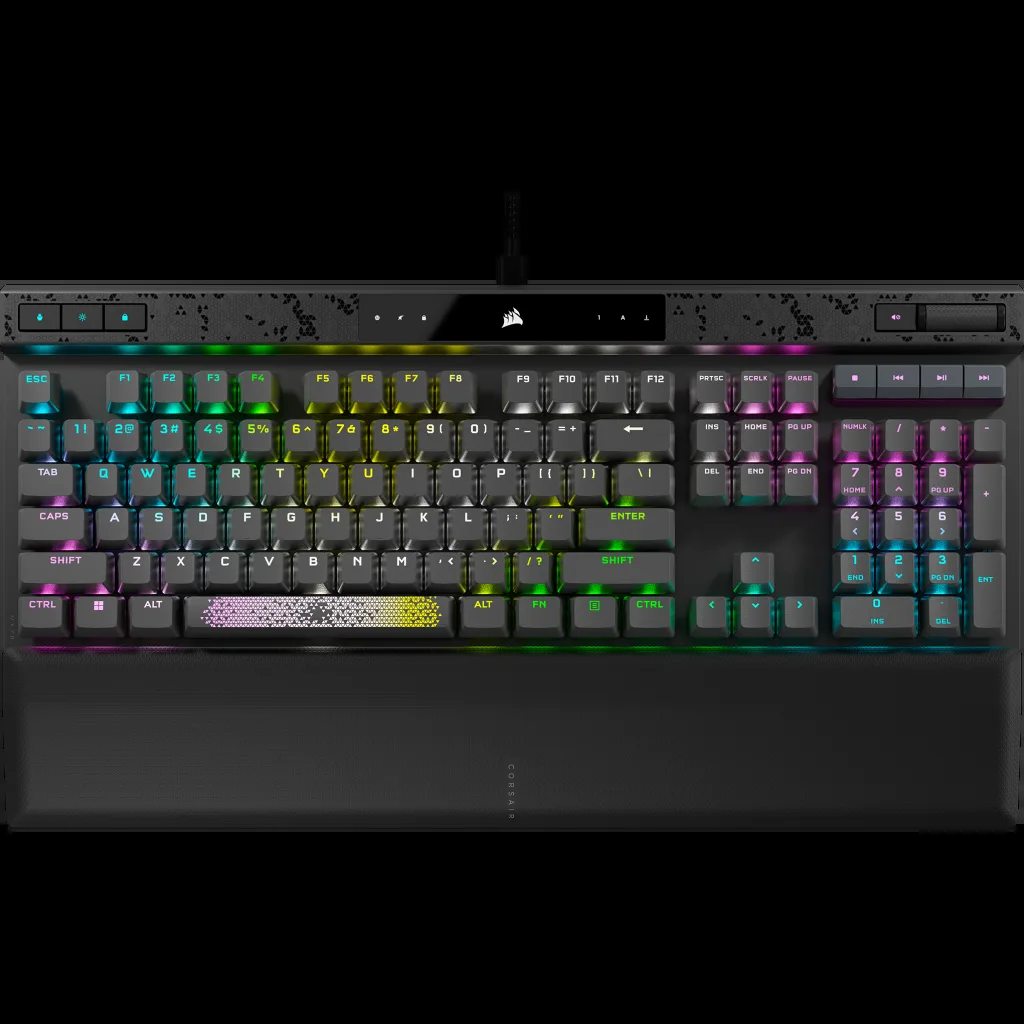 ESC F1 F2 F3 F4 F5 F6 F7 F8 F9 F10 F11 F12 PRTSC SCRLK PAUSE
` ~ 1 ! 2 @ 3 # 4 $ 5 % 6 ^ 7 & 8 * 9 ( 0 ) - _ = + ← INS HOME PG UP NUMLK / * -
TAB Q W E R T Y U I O P [ { ] } \ | DEL END PG DN 7 HOME 8 ^ 9 PG UP +
CAPS A S D F G H J K L ; : ' " ENTER 4 < 5 6 >
SHIFT Z X C V B N M , < . > / ? SHIFT ^ 1 END 2 ⌄ 3 PG DN ENT
CTRL ALT ALT FN CTRL < ⌄ > 0 INS . DEL
CORSAIR